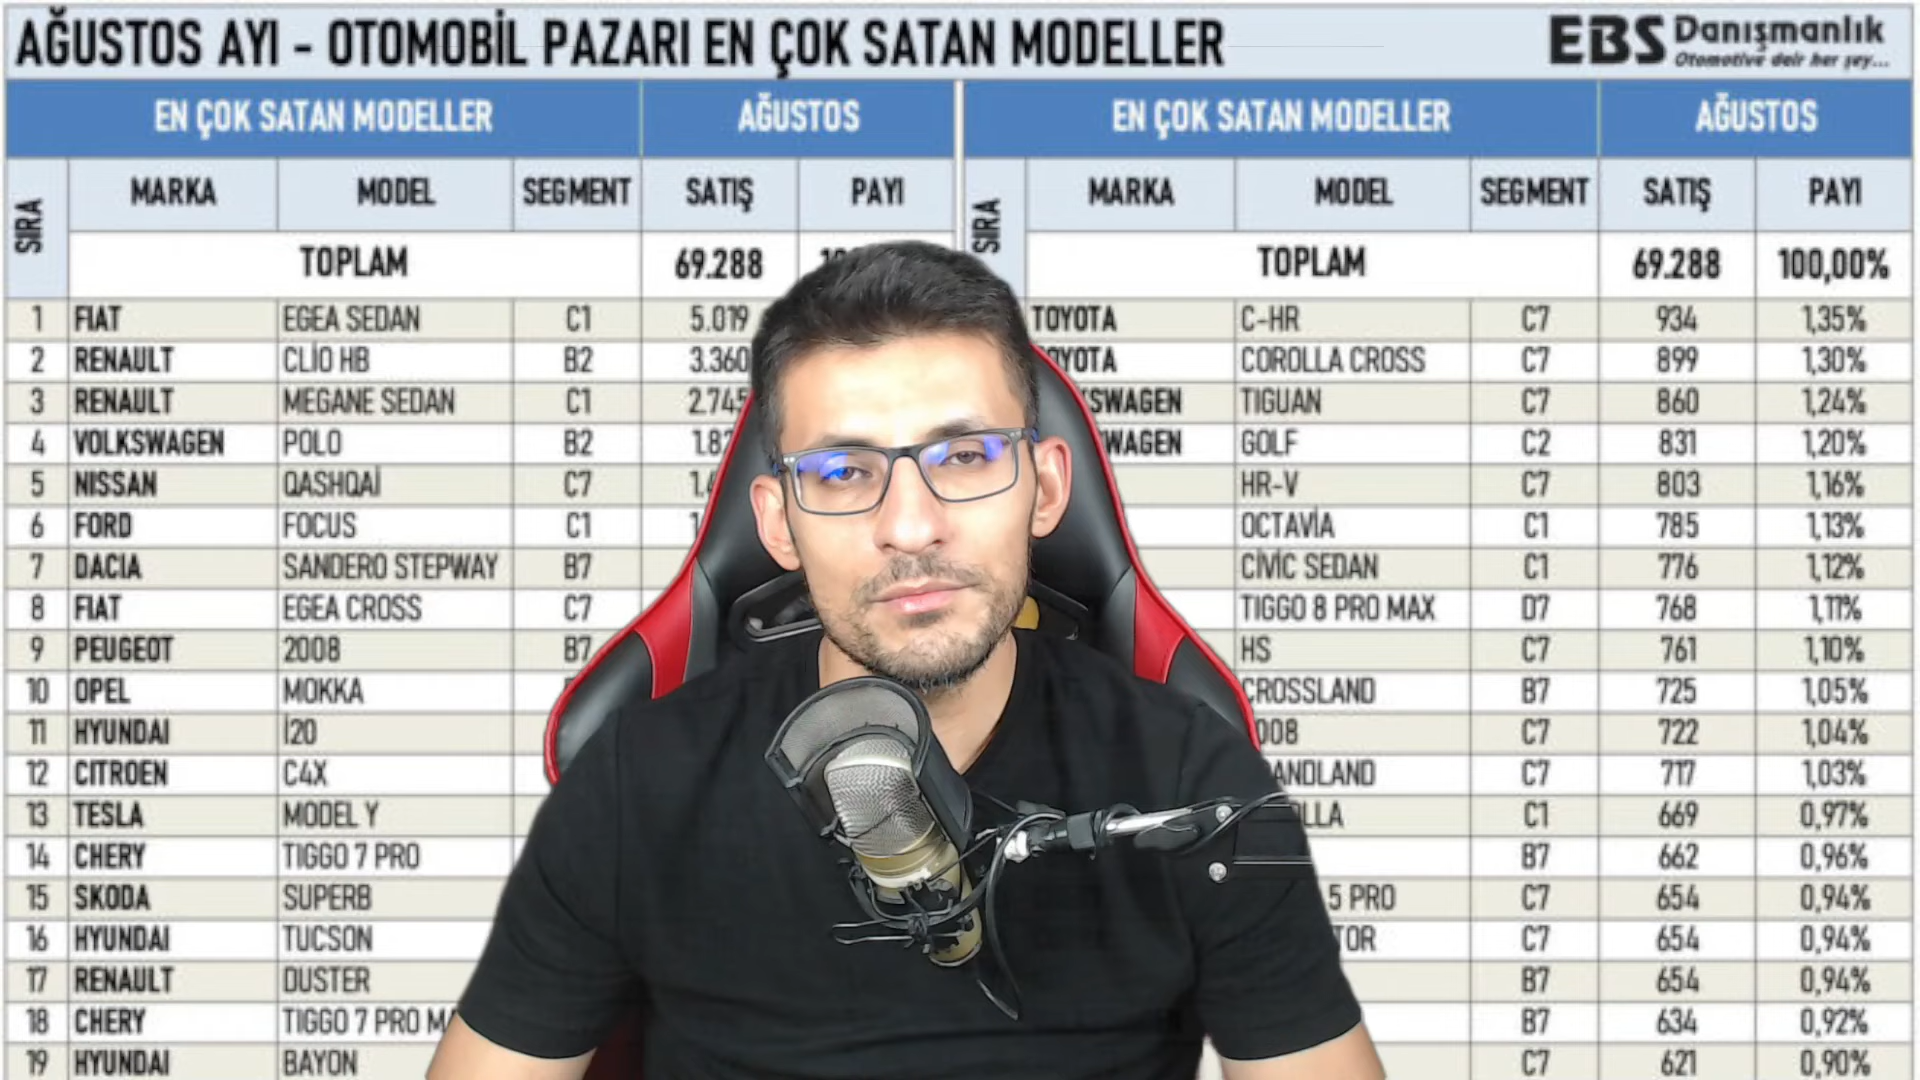 AĞUSTOS AYI - OTOMOBİL PAZARI EN ÇOK SATAN MODELLER
EBS Danışmanlık
Otomotive dair her şey...
EN ÇOK SATAN MODELLER AĞUSTOS
SIRA MARKA MODEL SEGMENT SATIŞ PAYI
TOPLAM 69.288
1 FIAT EGEA SEDAN C1 5.019
2 RENAULT CLİO HB B2 3.360
3 RENAULT MEGANE SEDAN C1 2.745
4 VOLKSWAGEN POLO B2
5 NISSAN QASHQAİ C7
6 FORD FOCUS C1
7 DACIA SANDERO STEPWAY B7
8 FIAT EGEA CROSS C7
9 PEUGEOT 2008 B7
10 OPEL MOKKA
11 HYUNDAI İ20
12 CITROEN C4X
13 TESLA MODEL Y
14 CHERY TIGGO 7 PRO
15 SKODA SUPERB
16 HYUNDAI TUCSON
17 RENAULT DUSTER
18 CHERY TIGGO 7 PRO
19 HYUNDAI BAYON
EN ÇOK SATAN MODELLER AĞUSTOS
SIRA MARKA MODEL SEGMENT SATIŞ PAYI
TOPLAM 69.288 100,00%
TOYOTA C-HR C7 934 1,35%
TOYOTA COROLLA CROSS C7 899 1,30%
TIGUAN C7 860 1,24%
GOLF C2 831 1,20%
HR-V C7 803 1,16%
OCTAVİA C1 785 1,13%
CİVİC SEDAN C1 776 1,12%
TIGGO 8 PRO MAX D7 768 1,11%
HS C7 761 1,10%
CROSSLAND B7 725 1,05%
C7 722 1,04%
C7 717 1,03%
C1 669 0,97%
B7 662 0,96%
5 PRO C7 654 0,94%
C7 654 0,94%
B7 654 0,94%
B7 634 0,92%
C7 621 0,90%